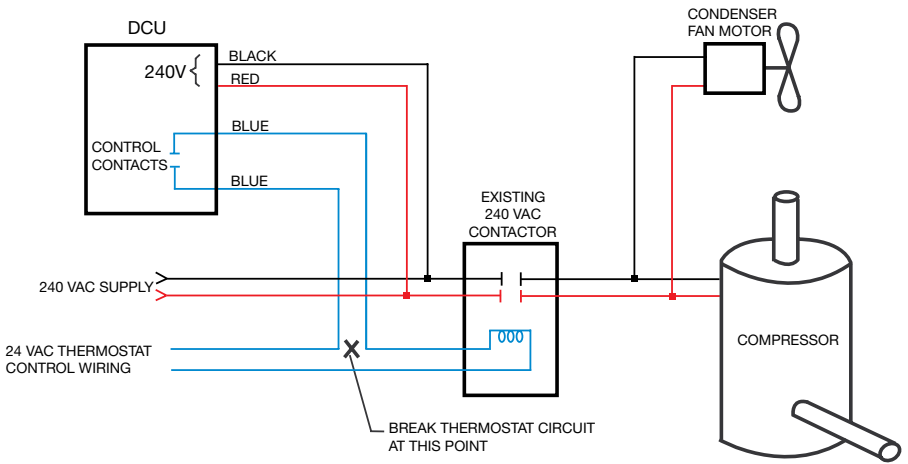 DCU
CONDENSER
FAN MOTOR
BLACK
240V
RED
BLUE
CONTROL
CONTACTS
BLUE
EXISTING
240 VAC
CONTACTOR
240 VAC SUPPLY
24 VAC THERMOSTAT
CONTROL WIRING
COMPRESSOR
BREAK THERMOSTAT CIRCUIT
AT THIS POINT